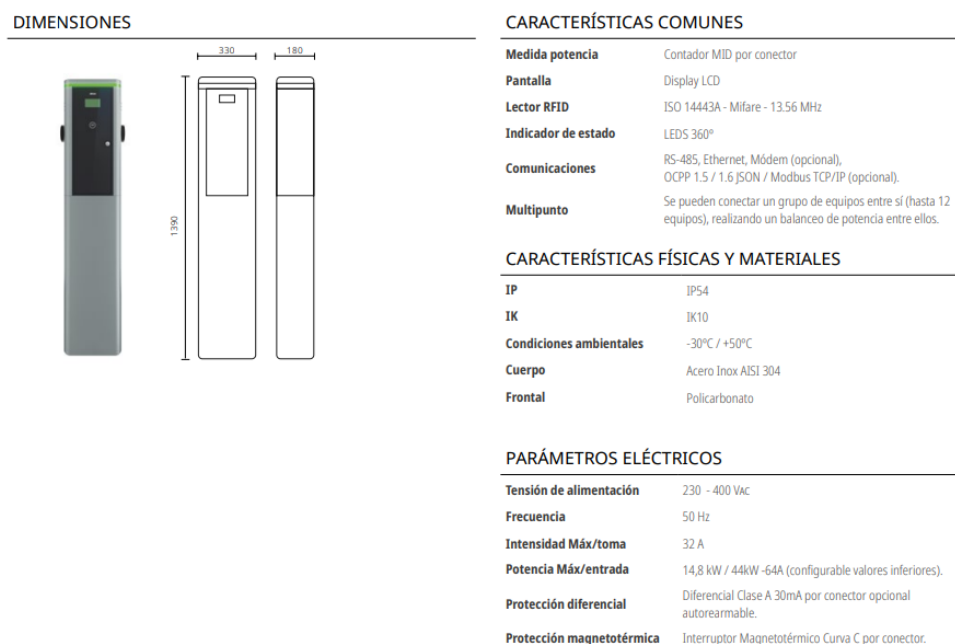 DIMENSIONES
330
180
1390
CARACTERÍSTICAS COMUNES
Medida potencia Contador MID por conector
Pantalla Display LCD
Lector RFID ISO 14443A - Mifare - 13.56 MHz
Indicador de estado LEDS 360º
Comunicaciones RS-485, Ethernet, Módem (opcional),
OCPP 1.5 / 1.6 JSON / Modbus TCP/IP (opcional).
Multipunto Se pueden conectar un grupo de equipos entre sí (hasta 12
equipos), realizando un balanceo de potencia entre ellos.
CARACTERÍSTICAS FÍSICAS Y MATERIALES
IP IP54
IK IK10
Condiciones ambientales -30ºC / +50ºC
Cuerpo Acero Inox AISI 304
Frontal Policarbonato
PARÁMETROS ELÉCTRICOS
Tensión de alimentación 230 - 400 VAC
Frecuencia 50 Hz
Intensidad Máx/toma 32 A
Potencia Máx/entrada 14,8 kW / 44kW -64A (configurable valores inferiores).
Protección diferencial Diferencial Clase A 30mA por conector opcional
autorearmable.
Protección magnetotérmica Interruptor Magnetotérmico Curva C por conector.